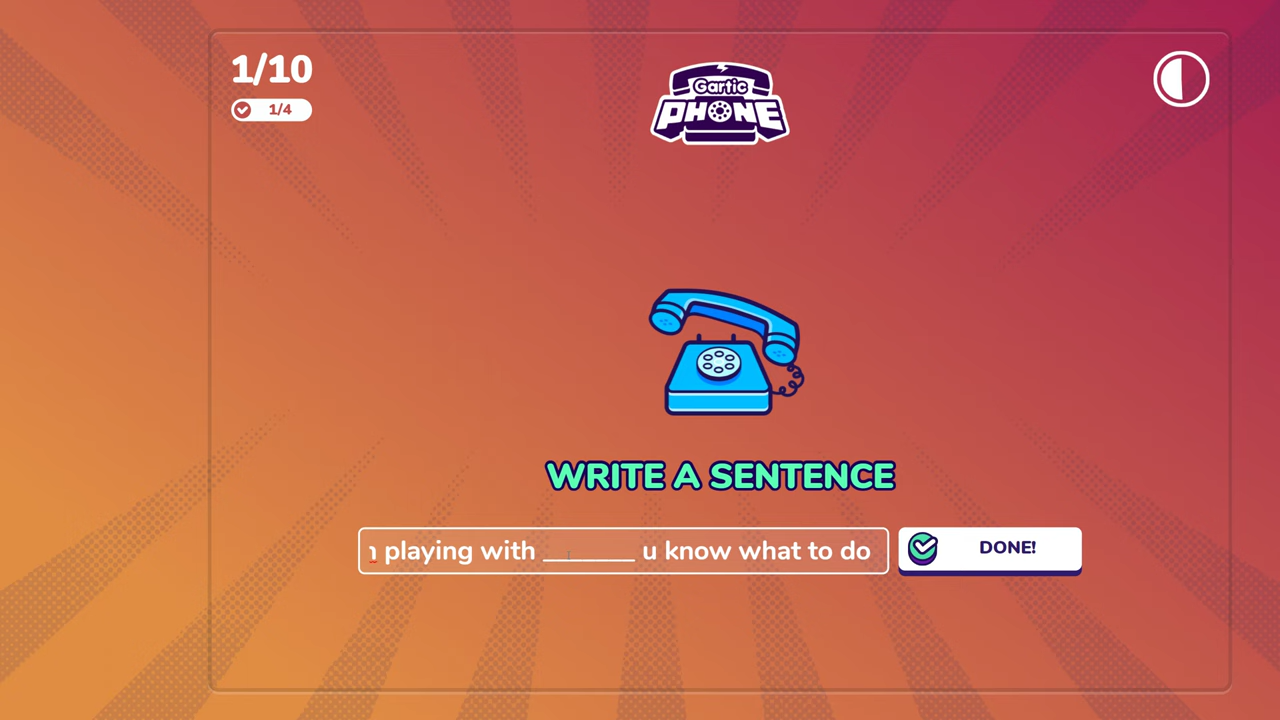 1/10
1/4
Gartic
PHONE
WRITE A SENTENCE
playing with _______ u know what to do
DONE!